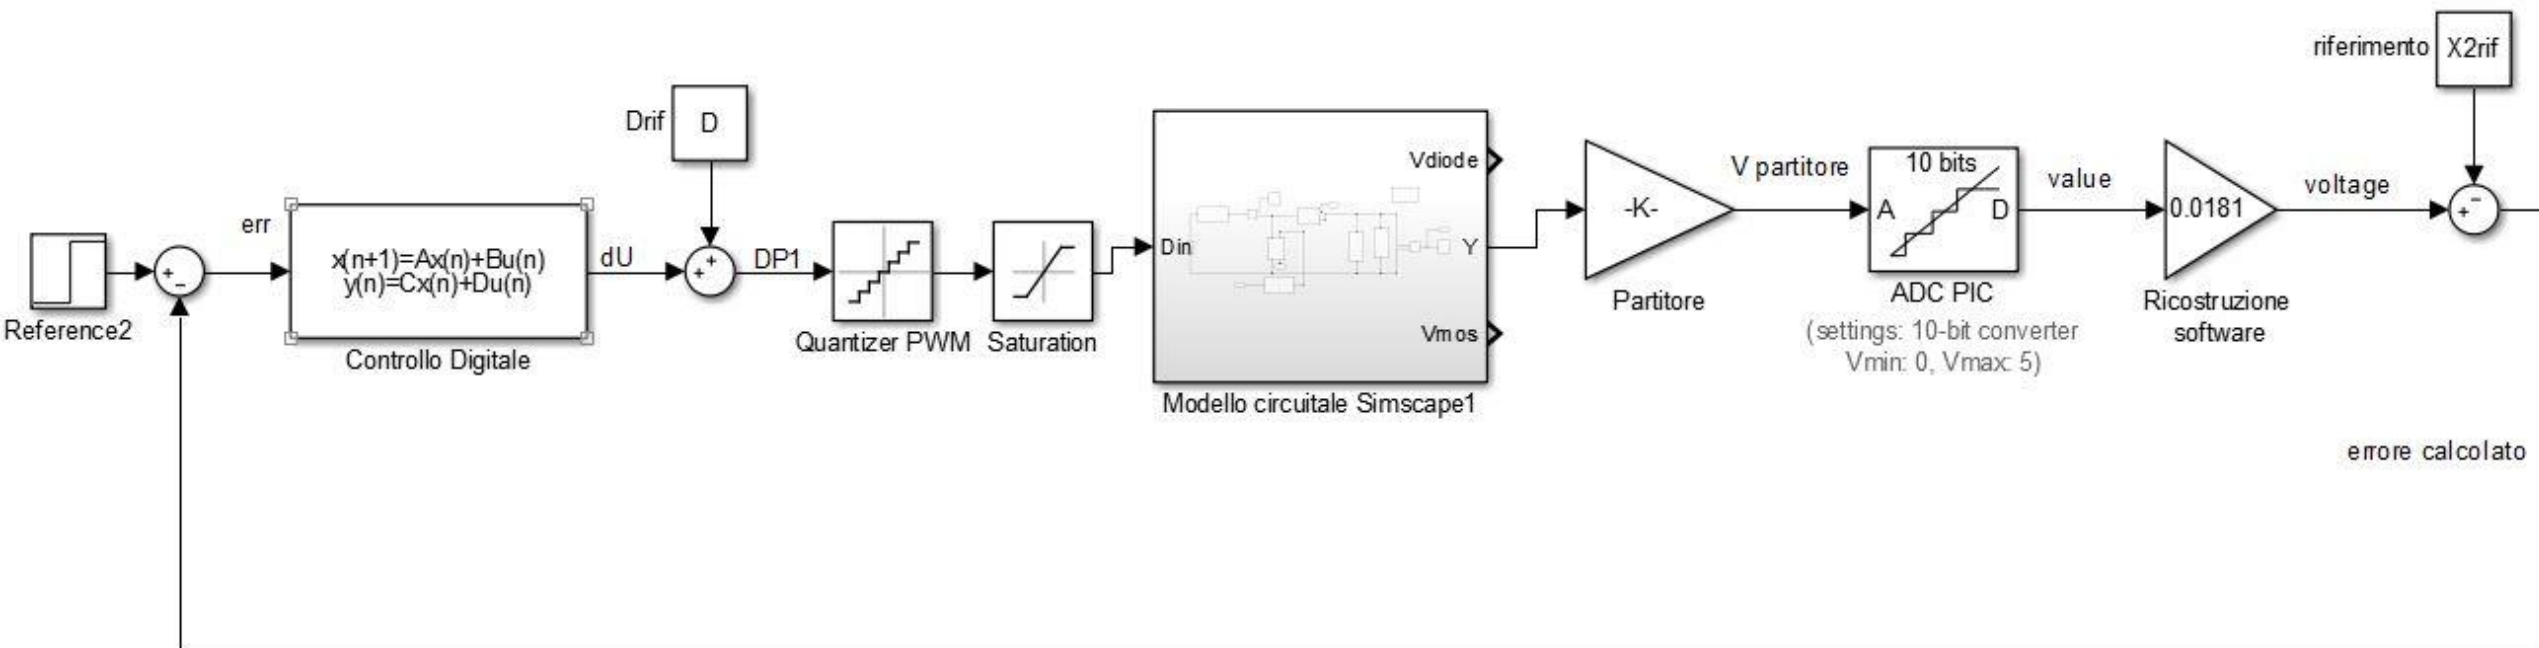 riferimento
X2rif
Drif
D
Vdiode
V partitore
10 bits
value
voltage
err
-K-
A
D
0.0181
x(n+1)=Ax(n)+Bu(n)
y(n)=Cx(n)+Du(n)
dU
DP1
Din
Y
Reference2
Controllo Digitale
Quantizer PWM
Saturation
Vmos
Modello circuitale Simscape1
Partitore
ADC PIC
(settings: 10-bit converter
Vmin: 0, Vmax: 5)
Ricostruzione
software
errore calcolato